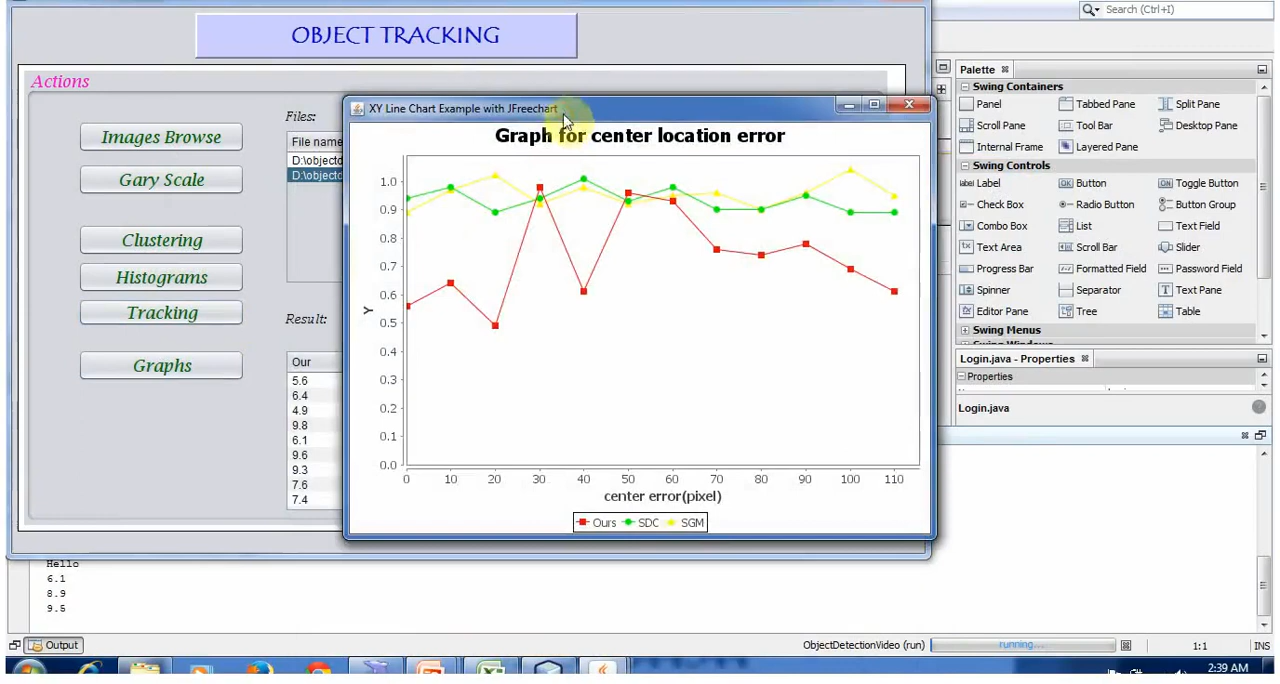 Search (Ctrl+I)
OBJECT TRACKING
Actions
Images Browse
Gary Scale
Clustering
Histograms
Tracking
Graphs
Files:
File name
D:\objectd
D:\objectd
Result:
Our
5.6
6.4
4.9
9.8
6.1
9.6
9.3
7.6
7.4
XY Line Chart Example with JFreechart
Graph for center location error
1.0
0.9
0.8
0.7
0.6
0.5
0.4
0.3
0.2
0.1
0.0
Y
0 10 20 30 40 50 60 70 80 90 100 110
center error(pixel)
Ours SDC SGM
Palette
Swing Containers
Panel Tabbed Pane Split Pane
Scroll Pane Tool Bar Desktop Pane
Internal Frame Layered Pane
Swing Controls
label Label OK Button ON Toggle Button
Check Box Radio Button Button Group
Combo Box List Text Field
Text Area Scroll Bar Slider
Progress Bar Formatted Field Password Field
Spinner Separator Text Pane
Editor Pane Tree Table
Swing Menus
Swing Windows
Login.java - Properties
Properties
Login.java
Hello
6.1
8.9
9.5
Output
ObjectDetectionVideo (run) running... 1:1 INS
2:39 AM